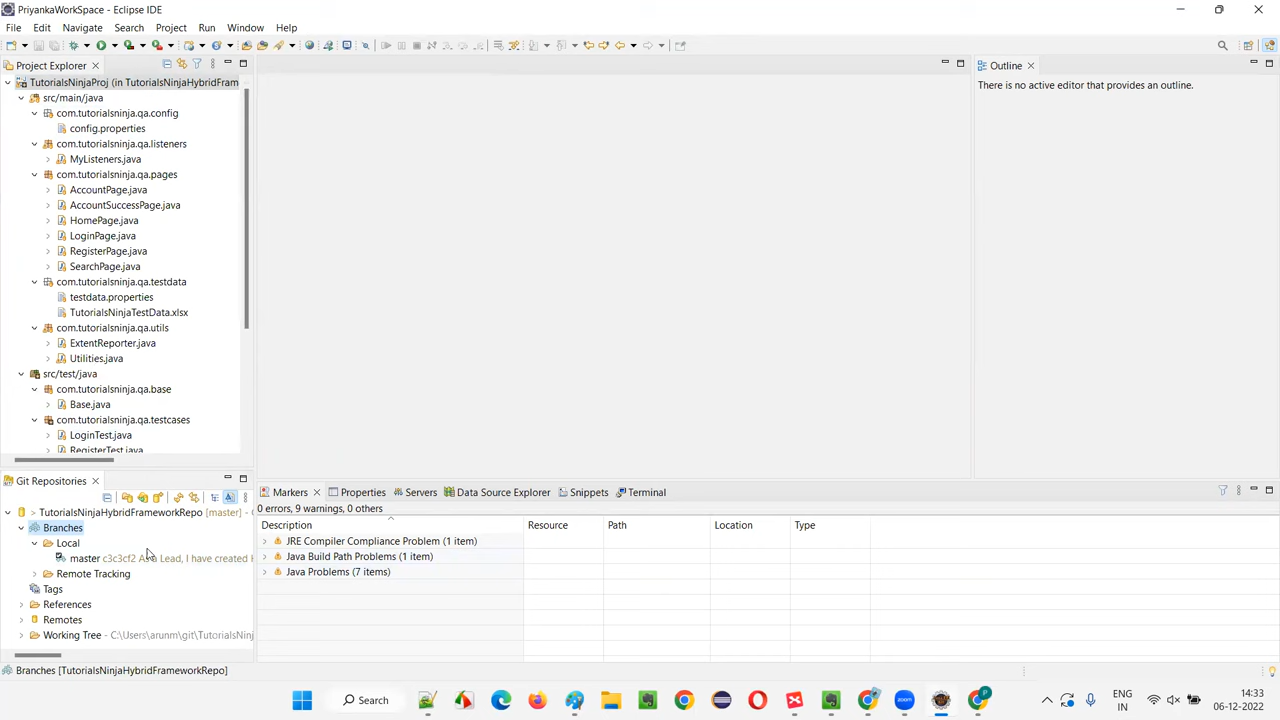 PriyankaWorkSpace - Eclipse IDE
File Edit Navigate Search Project Run Window Help
Project Explorer
TutorialsNinjaProj (in TutorialsNinjaHybridFram
src/main/java
com.tutorialsninja.qa.config
config.properties
com.tutorialsninja.qa.listeners
MyListeners.java
com.tutorialsninja.qa.pages
AccountPage.java
AccountSuccessPage.java
HomePage.java
LoginPage.java
RegisterPage.java
SearchPage.java
com.tutorialsninja.qa.testdata
testdata.properties
TutorialsNinjaTestData.xlsx
com.tutorialsninja.qa.utils
ExtentReporter.java
Utilities.java
src/test/java
com.tutorialsninja.qa.base
Base.java
com.tutorialsninja.qa.testcases
LoginTest.java
RegisterTest.java
Outline
There is no active editor that provides an outline.
Git Repositories
> TutorialsNinjaHybridFrameworkRepo [master] -
Branches
Local
master c3c3cf2 As a Lead, I have created
Remote Tracking
Tags
References
Remotes
Working Tree - C:\Users\arunm\git\TutorialsNinj
Markers Properties Servers Data Source Explorer Snippets Terminal
0 errors, 9 warnings, 0 others
Description Resource Path Location Type
JRE Compiler Compliance Problem (1 item)
Java Build Path Problems (1 item)
Java Problems (7 items)
Branches [TutorialsNinjaHybridFrameworkRepo]
Search
ENG
IN
14:33
06-12-2022